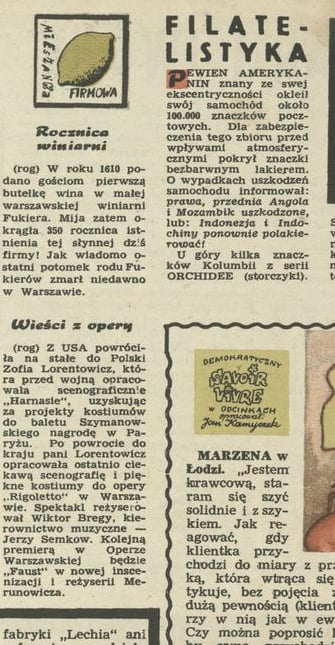 MIESZANKA
FIRMOWA
Rocznica
winiarni
(rog) W roku 1610 po-
dano gościom pierwszą
butelkę wina w małej
warszawskiej winiarni
Fukiera. Mija zatem o-
krągła 350 rocznica ist-
nienia tej słynnej dziś
firmy! Jak wiadomo o-
statni potomek rodu Fu-
kierów zmarł niedawno
w Warszawie.
Wieści z opery
(rog) Z USA powróci-
ła na stałe do Polski
Zofia Lorentowicz, któ-
ra przed wojną opraco-
wała scenograficznie
„Harnasie", uzyskując
za projekty kostiumów
do baletu Szymanow-
skiego nagrodę w Pa-
ryżu. Po powrocie do
kraju pani Lorentowicz
opracowała ostatnio cie-
kawą scenografię i pię-
kne kostiumy do opery
„Rigoletto" w Warsza-
wie. Spektakl reżysero-
wał Wiktor Bregy, kie-
rownictwo muzyczne —
Jerzy Semkow. Kolejną
premierą w Operze
Warszawskiej będzie
„Faust" w nowej insce-
nizacji i reżyserii Me-
runowicza.
fabryki „Lechia" ani
FILATE-
LISTYKA
PEWIEN AMERYKA-
NIN znany ze swej
ekscentryczności okleił
swój samochód około
100.000 znaczków pocz-
towych. Dla zabezpie-
czenia tego zbioru przed
wpływami atmosfery-
cznymi pokrył znaczki
bezbarwnym lakierem.
O wypadkach uszkodzeń
samochodu informował:
prawa, przednia Angola
i Mozambik uszkodzone,
lub: Indonezja i Indo-
chiny ponownie polakie-
rować!
U góry kilka znacz-
ków Kolumbii z serii
ORCHIDEE (storczyki).
DEMOKRATYCZNY
SAVOIR
VIVRE
W ODCINKACH
opracował:
Jan Kamyczek
MARZENA w
Łodzi. „Jestem
krawcową, sta-
ram się szyć
solidnie i z szy-
kiem. Jak re-
agować, gdy
klientka przy-
chodzi do miary z
ką, która wtrąca się
tykuje, bez pojęcia
dużą pewnością (klien
rzy w nią jak w
Czy można poprosić